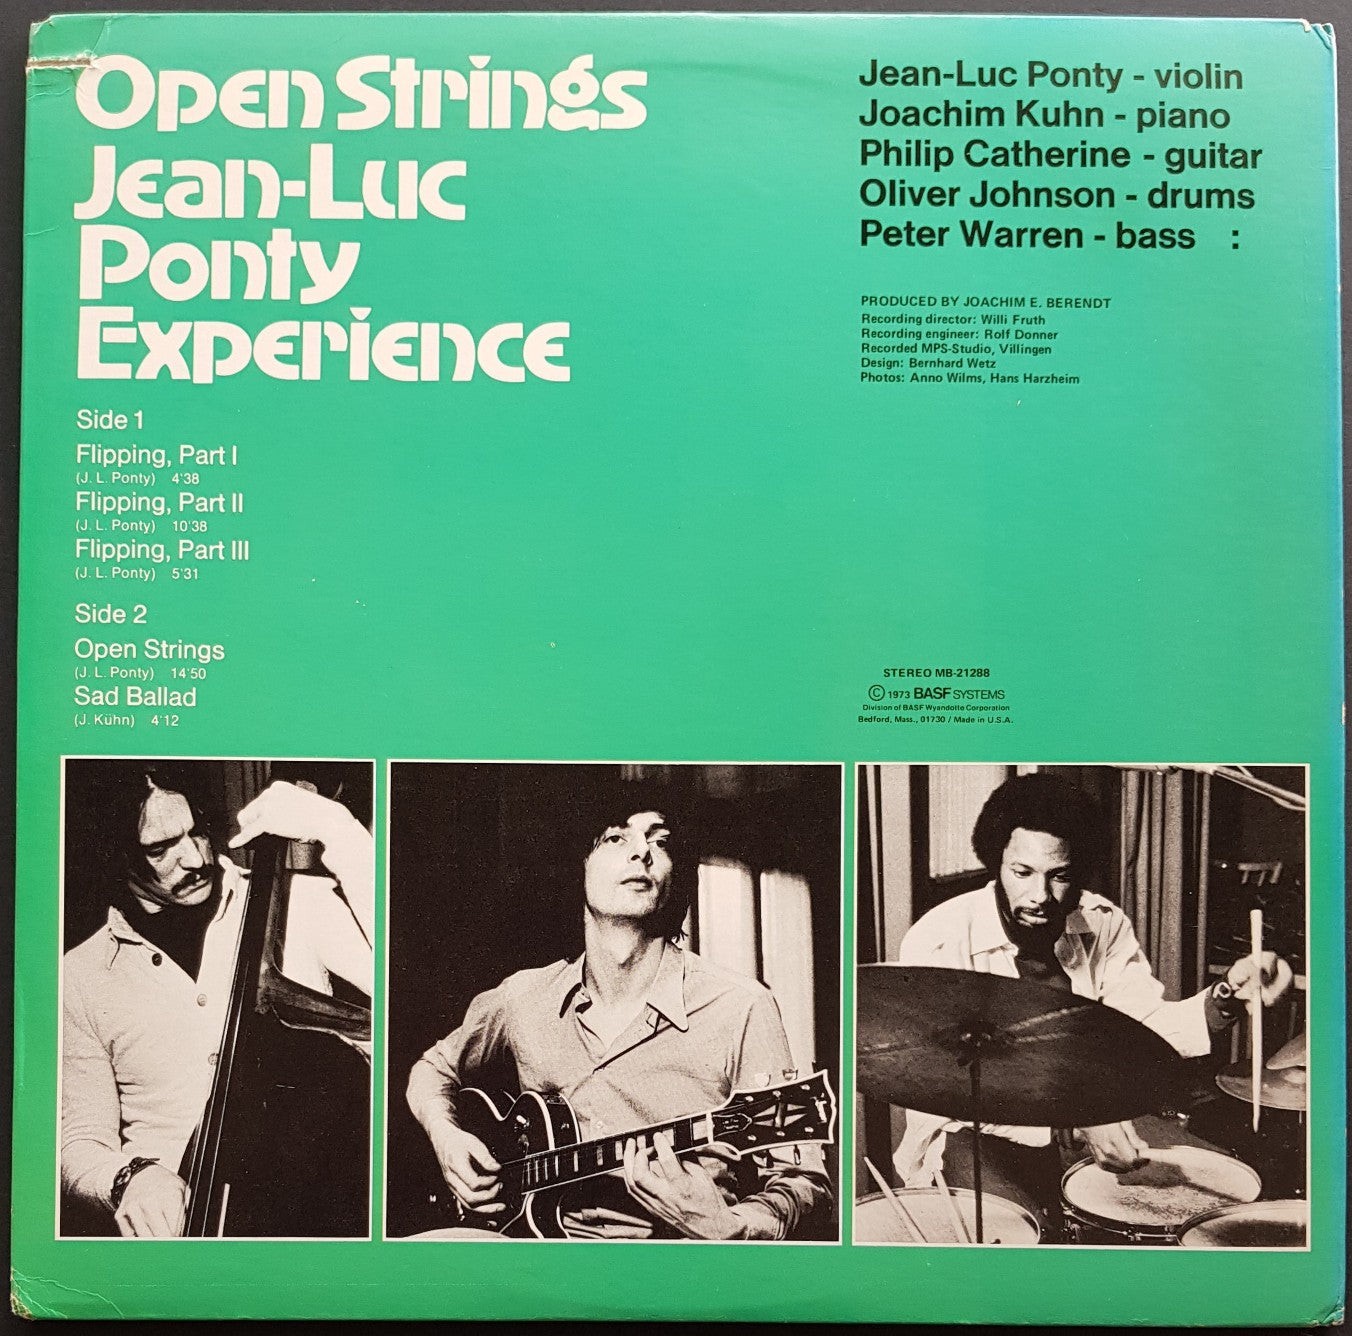 Open Strings
Jean-Luc
Ponty
Experience
Side 1
Flipping, Part I
(J. L. Ponty) 4'38
Flipping, Part II
(J. L. Ponty) 10'38
Flipping, Part III
(J. L. Ponty) 5'31
Side 2
Open Strings
(J. L. Ponty) 14'50
Sad Ballad
(J. Kühn) 4'12
Jean-Luc Ponty - violin
Joachim Kuhn - piano
Philip Catherine - guitar
Oliver Johnson - drums
Peter Warren - bass :
PRODUCED BY JOACHIM E. BERENDT
Recording director: Willi Fruth
Recording engineer: Rolf Donner
Recorded MPS-Studio, Villingen
Design: Bernhard Wetz
Photos: Anno Wilms, Hans Harzheim
STEREO MB-21288
© 1973 BASF SYSTEMS
Division of BASF Wyandotte Corporation
Bedford, Mass., 01730 / Made in U.S.A.